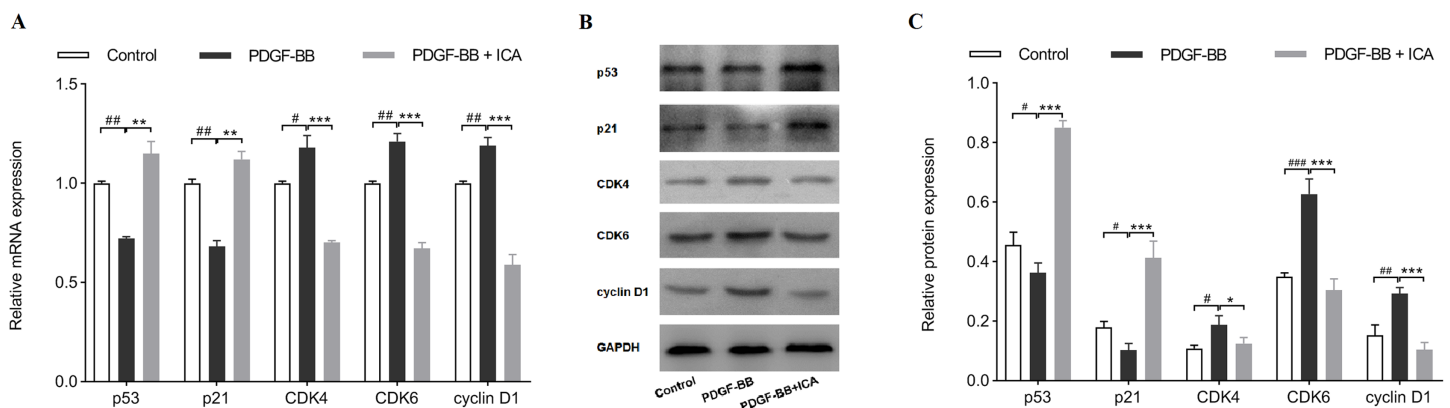 A
Control PDGF-BB PDGF-BB + ICA
Relative mRNA expression
1.5
1.0
0.5
0.0
## ** ## ** # *** ## *** ## ***
p53 p21 CDK4 CDK6 cyclin D1
B
p53
p21
CDK4
CDK6
cyclin D1
GAPDH
Control PDGF-BB PDGF-BB+ICA
C
Control PDGF-BB PDGF-BB + ICA
Relative protein expression
1.0
0.8
0.6
0.4
0.2
0.0
# *** # *** # * ### *** ## ***
p53 p21 CDK4 CDK6 cyclin D1